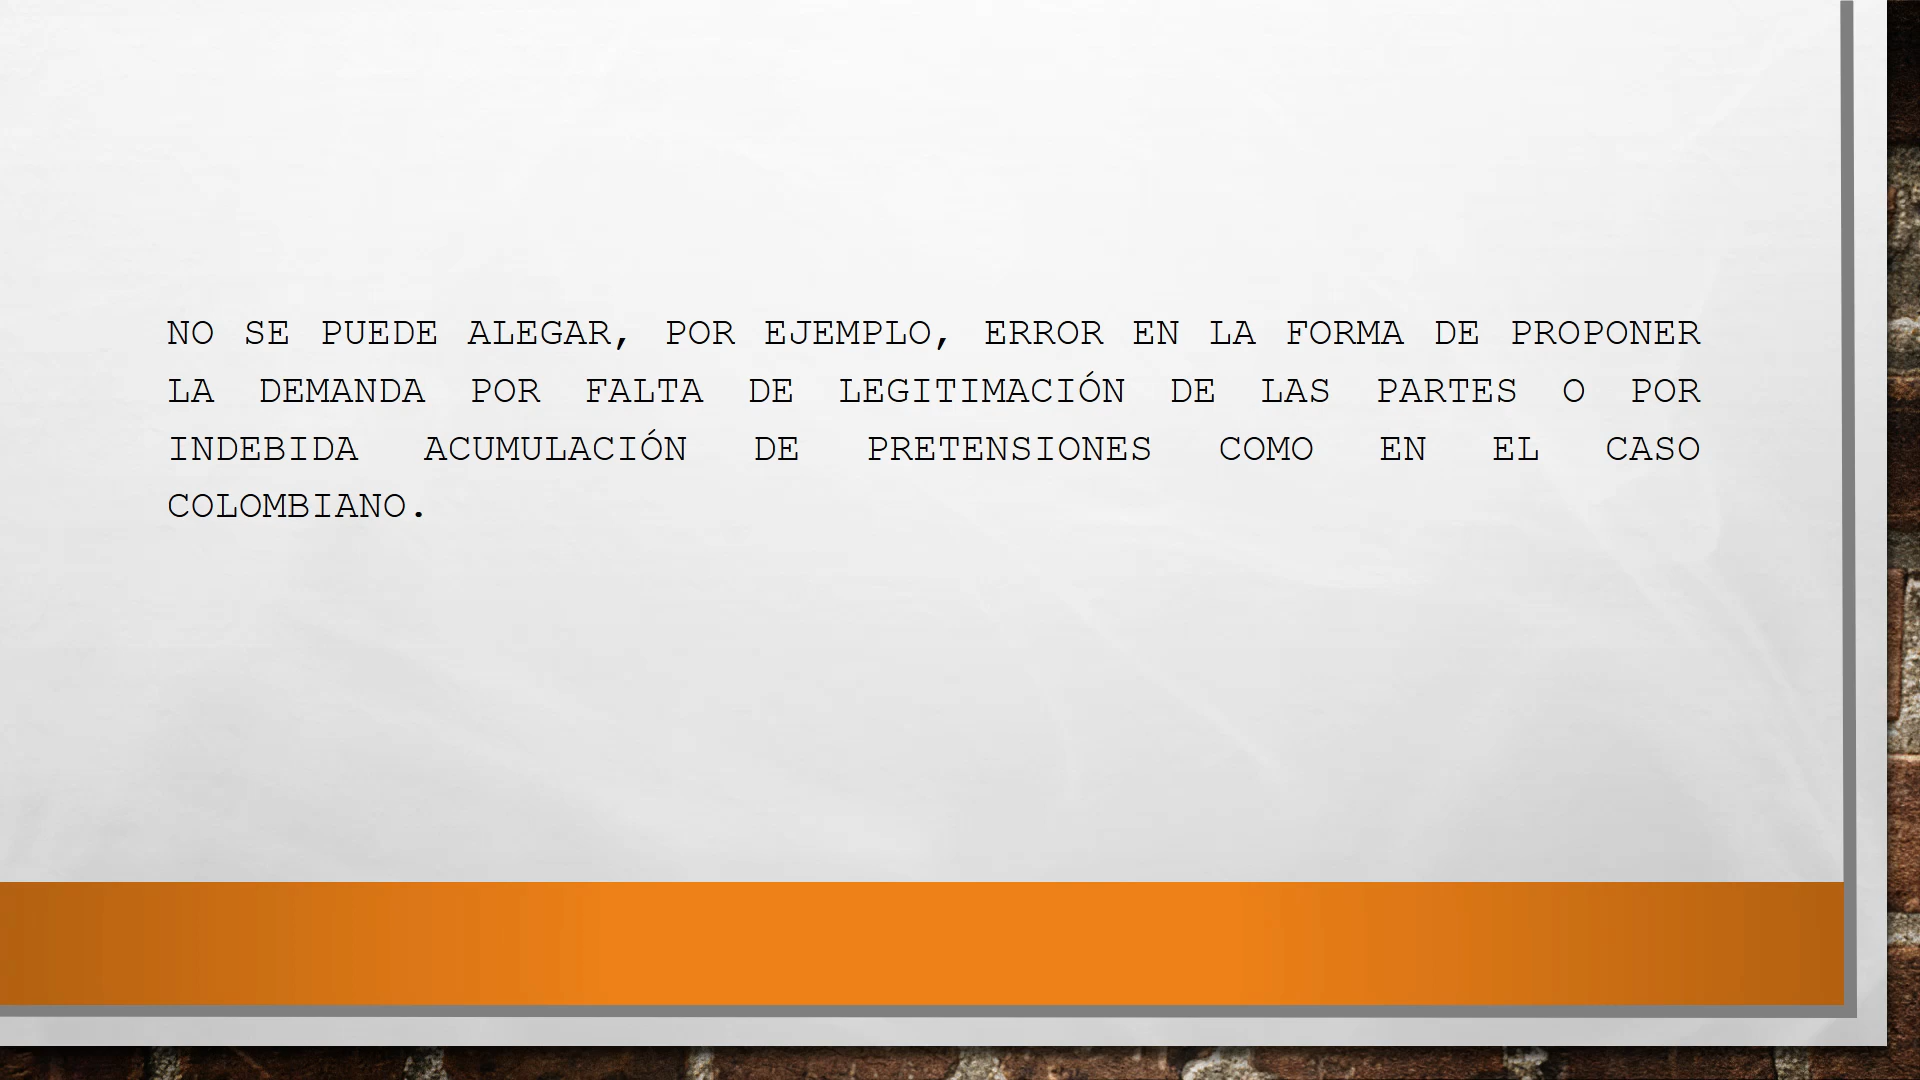 NO SE PUEDE ALEGAR, POR EJEMPLO, ERROR EN LA FORMA DE PROPONER
LA DEMANDA POR FALTA DE LEGITIMACIÓN DE LAS PARTES O POR
INDEBIDA ACUMULACIÓN DE PRETENSIONES COMO EN EL CASO
COLOMBIANO.